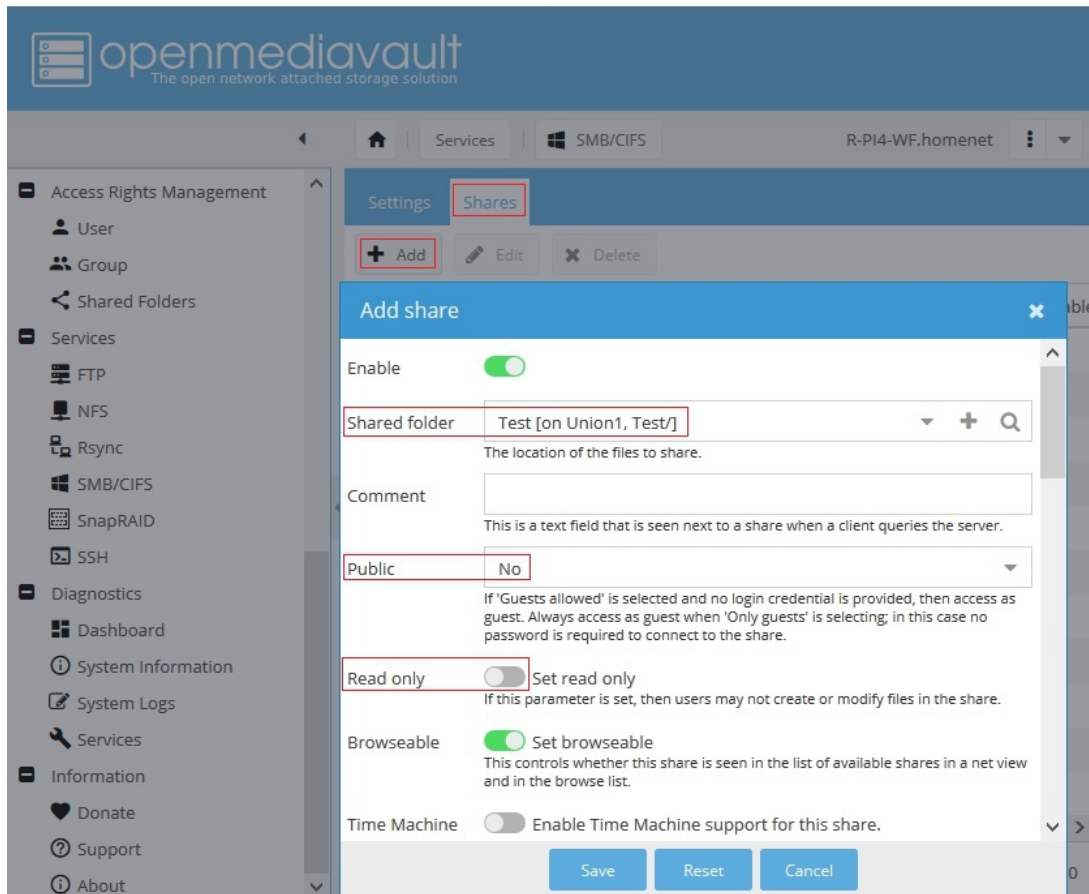 openmediavault
The open network attached storage solution
Services
SMB/CIFS
R-PI4-WF.homenet
Access Rights Management
User
Group
Shared Folders
Services
FTP
NFS
Rsync
SMB/CIFS
SnapRAID
SSH
Diagnostics
Dashboard
System Information
System Logs
Services
Information
Donate
Support
About
Settings
Shares
Add
Edit
Delete
Add share
Enable
Shared folder
Test [on Union1, Test/]
The location of the files to share.
Comment
This is a text field that is seen next to a share when a client queries the server.
Public
No
If 'Guests allowed' is selected and no login credential is provided, then access as
guest. Always access as guest when 'Only guests' is selecting; in this case no
password is required to connect to the share.
Read only
Set read only
If this parameter is set, then users may not create or modify files in the share.
Browseable
Set browseable
This controls whether this share is seen in the list of available shares in a net view
and in the browse list.
Time Machine
Enable Time Machine support for this share.
Save
Reset
Cancel